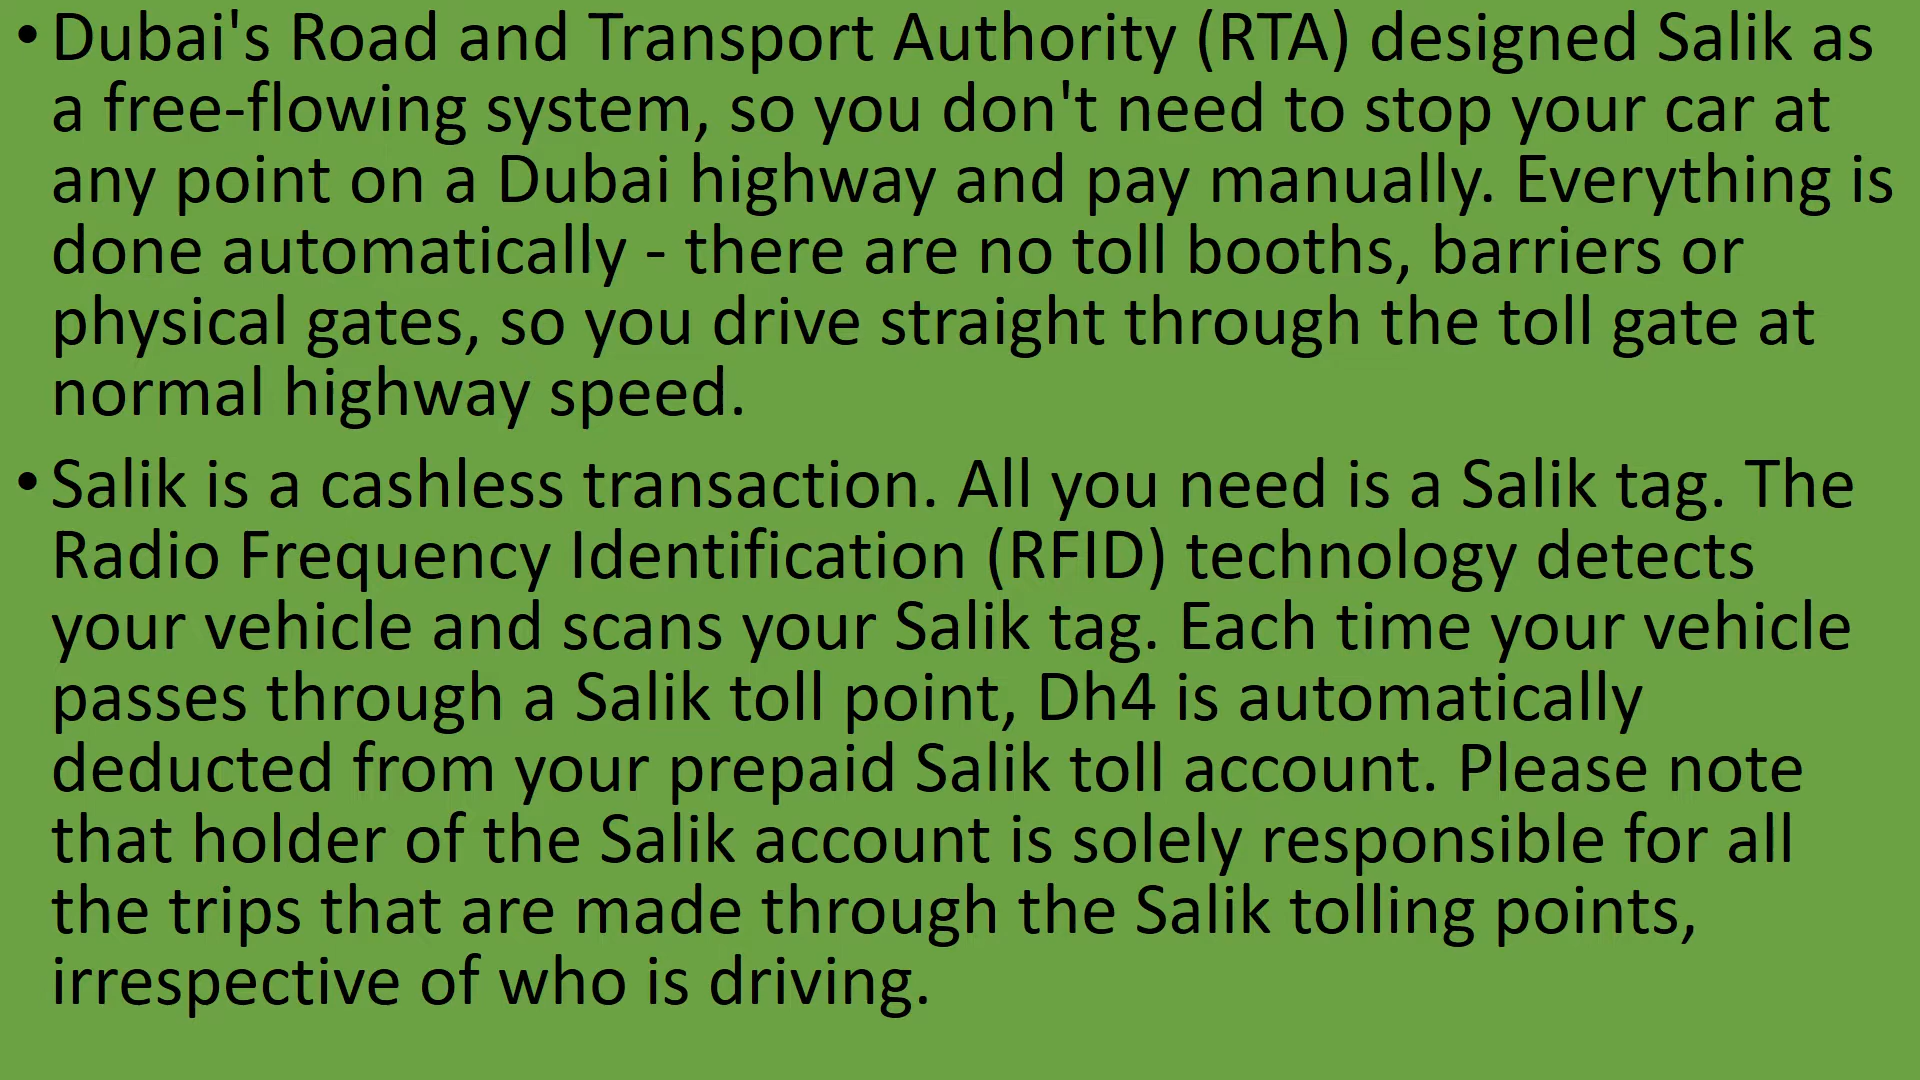 • Dubai's Road and Transport Authority (RTA) designed Salik as
a free-flowing system, so you don't need to stop your car at
any point on a Dubai highway and pay manually. Everything is
done automatically - there are no toll booths, barriers or
physical gates, so you drive straight through the toll gate at
normal highway speed.
• Salik is a cashless transaction. All you need is a Salik tag. The
Radio Frequency Identification (RFID) technology detects
your vehicle and scans your Salik tag. Each time your vehicle
passes through a Salik toll point, Dh4 is automatically
deducted from your prepaid Salik toll account. Please note
that holder of the Salik account is solely responsible for all
the trips that are made through the Salik tolling points,
irrespective of who is driving.